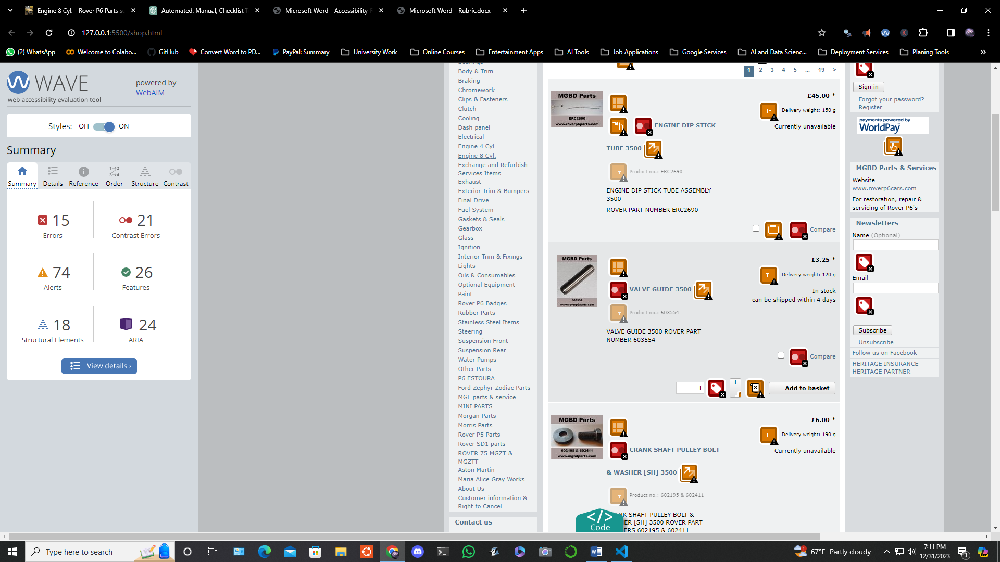 Engine 8 Cyl. - Rover P6 Parts su
Automated, Manual, Checklist T
Microsoft Word - Accessibility_F
Microsoft Word - Rubric.docx
127.0.0.1:5500/shop.html
(2) WhatsApp
Welcome to Colabo...
GitHub
Convert Word to PD...
PayPal: Summary
University Work
Online Courses
Entertainment Apps
AI Tools
Job Applications
Google Services
AI and Data Scienc...
Deployment Services
Planing Tools
WAVE
web accessibility evaluation tool
powered by
WebAIM
Styles: OFF ON
Summary
Summary
Details
Reference
Order
Structure
Contrast
15
Errors
21
Contrast Errors
74
Alerts
26
Features
18
Structural Elements
24
ARIA
View details ›
Body & Trim
Braking
Chromework
Clips & Fasteners
Clutch
Cooling
Dash panel
Electrical
Engine 4 Cyl
Engine 8 Cyl.
Exchange and Refurbish
Services Items
Exhaust
Exterior Trim & Bumpers
Final Drive
Fuel System
Gaskets & Seals
Gearbox
Glass
Ignition
Interior Trim & Fixings
Lights
Oils & Consumables
Optional Equipment
Paint
Rover P6 Badges
Rubber Parts
Stainless Steel Items
Steering
Suspension Front
Suspension Rear
Water Pumps
Other Parts
P6 ESTOURA
Ford Zephyr Zodiac Parts
MGF parts & service
MINI PARTS
Morgan Parts
Morris Parts
Rover P5 Parts
Rover SD1 parts
ROVER 75 MGZT &
MGZTT
Aston Martin
Maria Alice Gray Works
About Us
Customer information &
Right to Cancel
Contact us
1 2 3 4 5 ... 19 >
MGBD Parts
ERC2690
www.roverp6parts.com
ENGINE DIP STICK
TUBE 3500
Product no.: ERC2690
ENGINE DIP STICK TUBE ASSEMBLY
3500
ROVER PART NUMBER ERC2690
£45.00 *
Delivery weight: 150 g
Currently unavailable
Compare
MGBD Parts
603554
www.roverp6parts.com
VALVE GUIDE 3500
Product no.: 603554
VALVE GUIDE 3500 ROVER PART
NUMBER 603554
£3.25 *
Delivery weight: 120 g
In stock
can be shipped within 4 days
Compare
1
+
Add to basket
MGBD Parts
602195 & 602411
www.mgbdparts.com
CRANK SHAFT PULLEY BOLT
& WASHER [SH] 3500
Product no.: 602195 & 602411
NK SHAFT PULLEY BOLT &
ER [SH] 3500 ROVER PART
ERS 602195 & 602411
£6.00 *
Delivery weight: 190 g
Currently unavailable
</>
Code
Sign in
Forgot your password?
Register
payments powered by
WorldPay
MGBD Parts & Services
Website
www.roverp6cars.com
For restoration, repair &
servicing of Rover P6's
Newsletters
Name (Optional)
Email
Subscribe
Unsubscribe
Follow us on Facebook
HERITAGE INSURANCE
HERITAGE PARTNER
Type here to search
67°F Partly cloudy
7:11 PM
12/31/2023
3